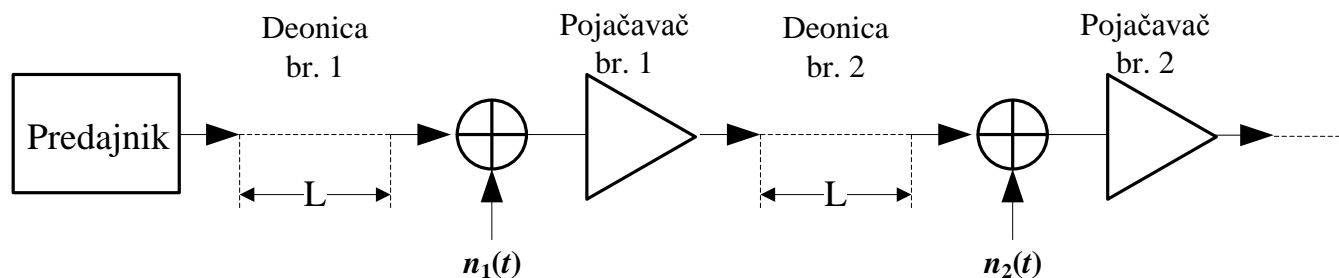 Deonica
br. 1
Pojačavač
br. 1
Deonica
br. 2
Pojačavač
br. 2
Predajnik
L
L
n₁(t)
n₂(t)